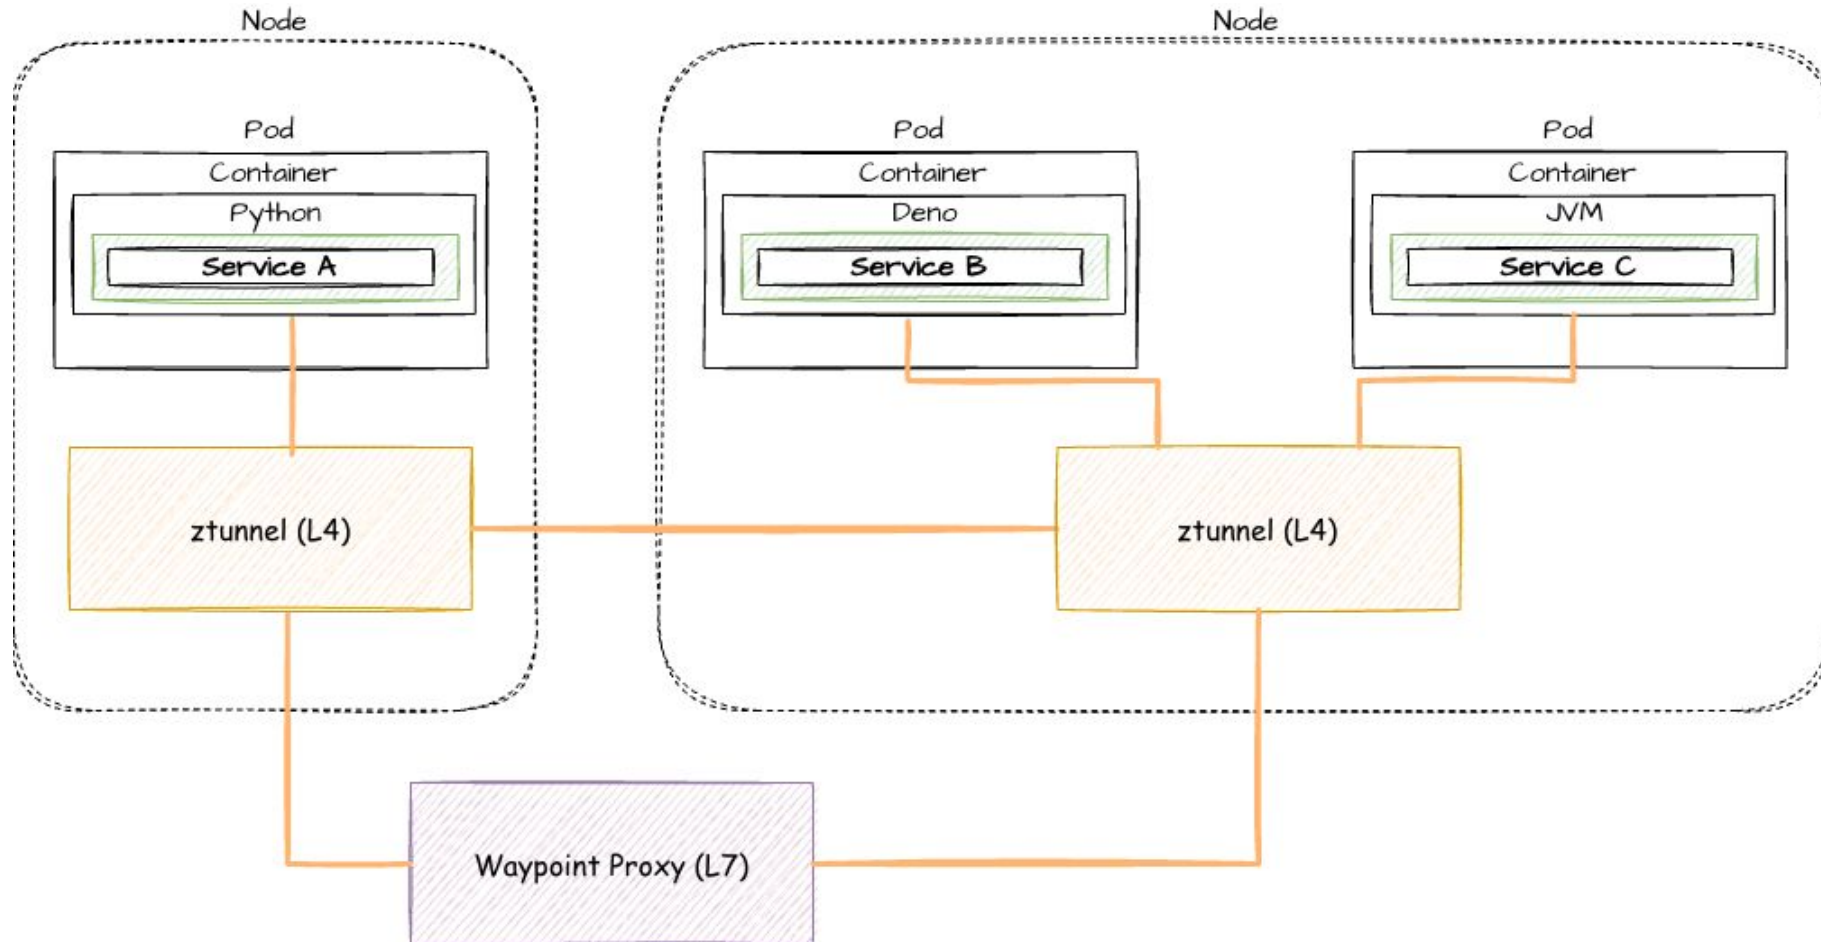 Node
Node
Pod
Pod
Pod
Container
Container
Container
Python
Deno
JVM
Service A
Service B
Service C
ztunnel (L4)
ztunnel (L4)
Waypoint Proxy (L7)